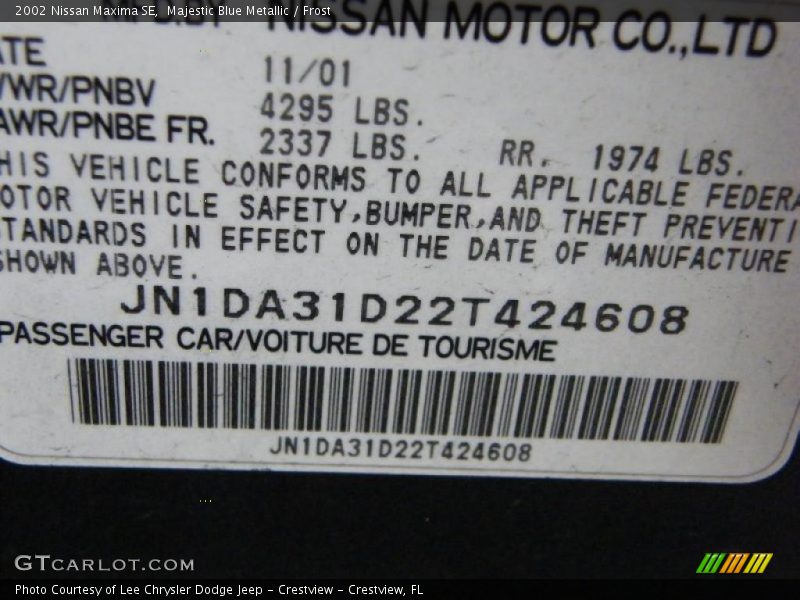 2002 Nissan Maxima SE, Majestic Blue Metallic / Frost
NISSAN MOTOR CO.,LTD
ATE 11/01
WR/PNBV 4295 LBS.
AWR/PNBE FR. 2337 LBS. RR. 1974 LBS.
HIS VEHICLE CONFORMS TO ALL APPLICABLE FEDERA
OTOR VEHICLE SAFETY,BUMPER,AND THEFT PREVENTI
TANDARDS IN EFFECT ON THE DATE OF MANUFACTURE
SHOWN ABOVE.
JN1DA31D22T424608
PASSENGER CAR/VOITURE DE TOURISME
JN1DA31D22T424608
GTCARLOT.COM
Photo Courtesy of Lee Chrysler Dodge Jeep - Crestview - Crestview, FL